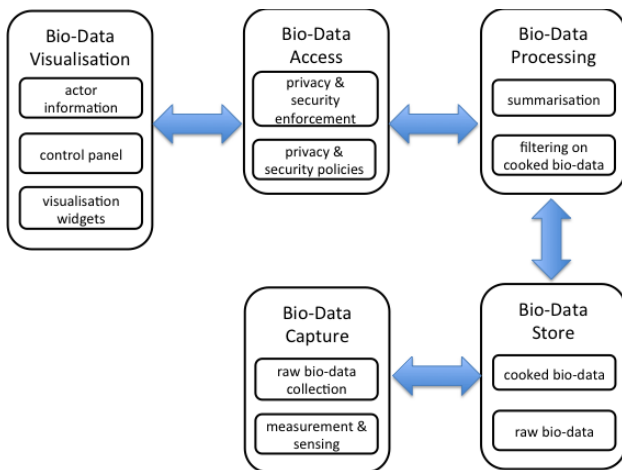 Bio-Data
Visualisation
actor
information
control panel
visualisation
widgets
Bio-Data
Access
privacy &
security
enforcement
privacy &
security policies
Bio-Data
Processing
summarisation
filtering on
cooked bio-data
Bio-Data
Capture
raw bio-data
collection
measurement &
sensing
Bio-Data
Store
cooked bio-data
raw bio-data